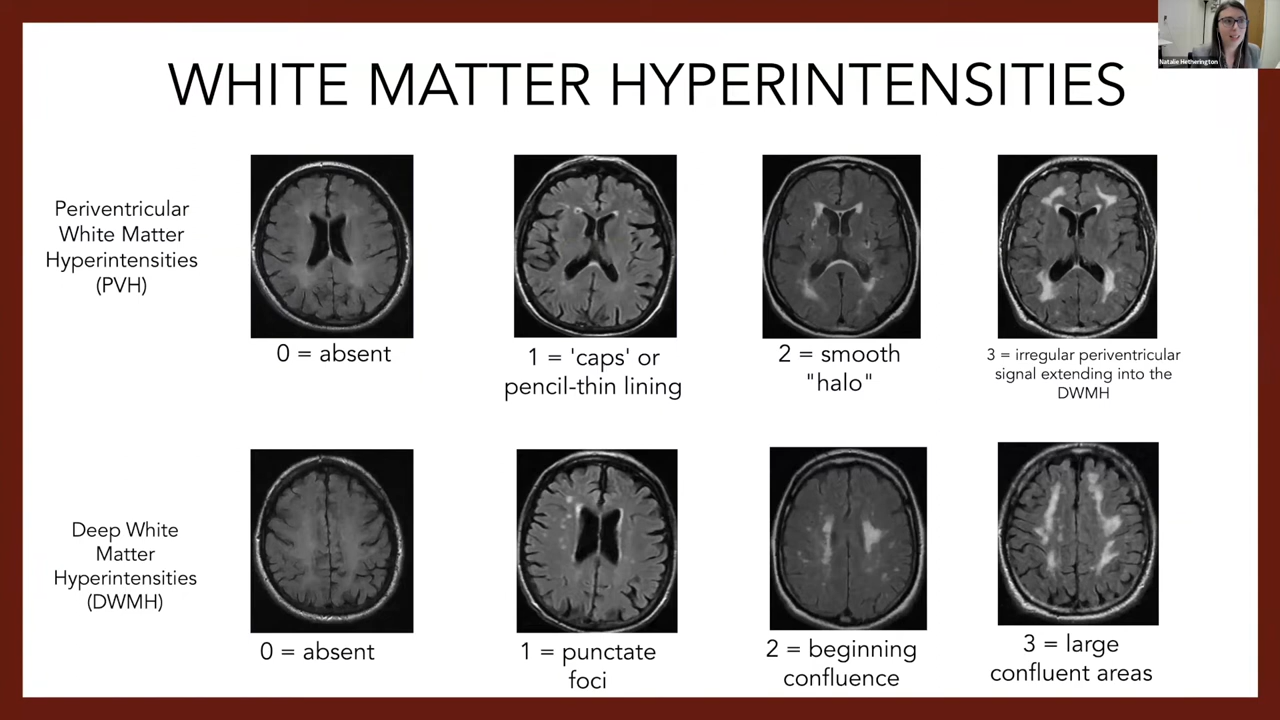 WHITE MATTER HYPERINTENSITIES
Natalie Hetherington
Periventricular
White Matter
Hyperintensities
(PVH)
0 = absent
1 = 'caps' or
pencil-thin lining
2 = smooth
"halo"
3 = irregular periventricular
signal extending into the
DWMH
Deep White
Matter
Hyperintensities
(DWMH)
0 = absent
1 = punctate
foci
2 = beginning
confluence
3 = large
confluent areas